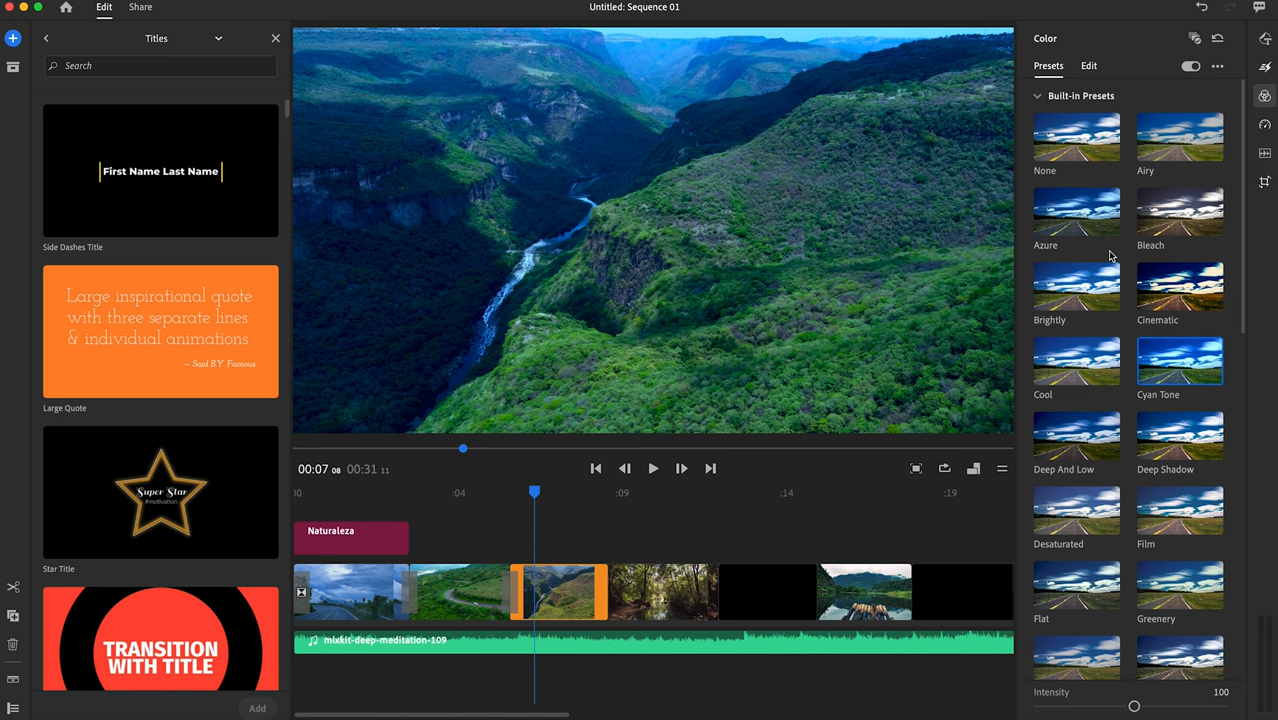 Edit
Share
Untitled: Sequence 01
Titles
Search
First Name Last Name
Side Dashes Title
Large inspirational quote
with three separate lines
& individual animations
– Said B.Y. Famous
Large Quote
Super Star
#motivation
Star Title
TRANSITION
WITH TITLE
Add
00:07 08
00:31 11
00
:04
:09
:14
:19
Naturaleza
mixkit-deep-meditation-109
Color
Presets
Edit
Built-in Presets
None
Airy
Azure
Bleach
Brightly
Cinematic
Cool
Cyan Tone
Deep And Low
Deep Shadow
Desaturated
Film
Flat
Greenery
Intensity
100